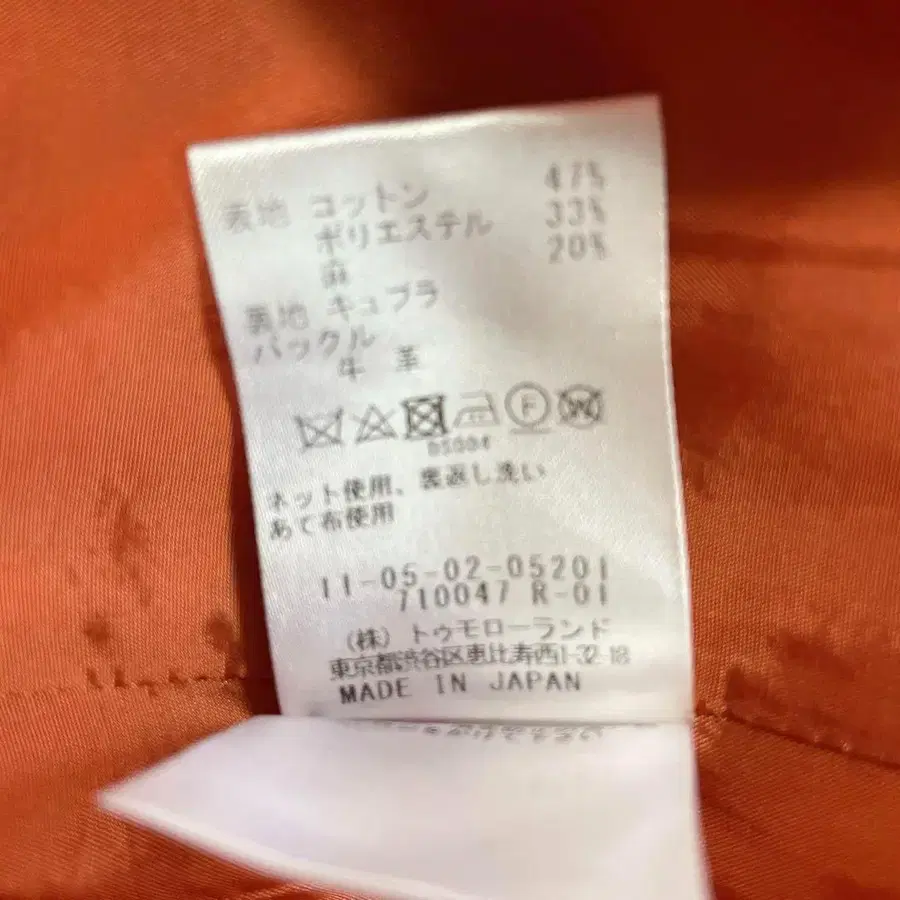 表地 コットン 47%
ポリエステル 33%
麻 20%
裏地 キュプラ
バックル
牛 革
F
W
DS004
ネット使用、裏返し洗い
あて布使用
11-05-02-05201
710047 R-01
(株) トゥモローランド
東京都渋谷区恵比寿西1-32-18
MADE IN JAPAN